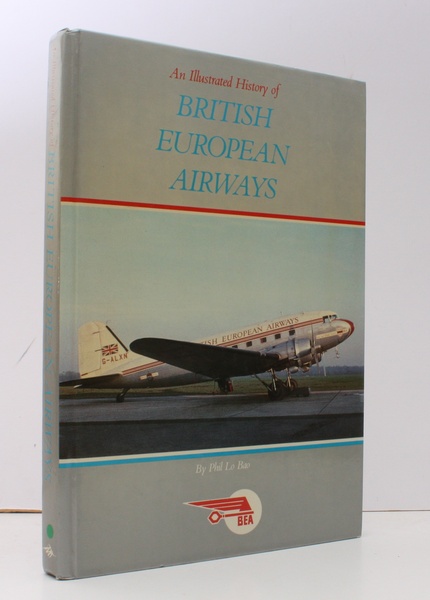 An Illustrated History of
BRITISH
EUROPEAN
AIRWAYS
BRITISH EUROPEAN AIRWAYS
G-ALXN
By Phil Lo Bao
BEA